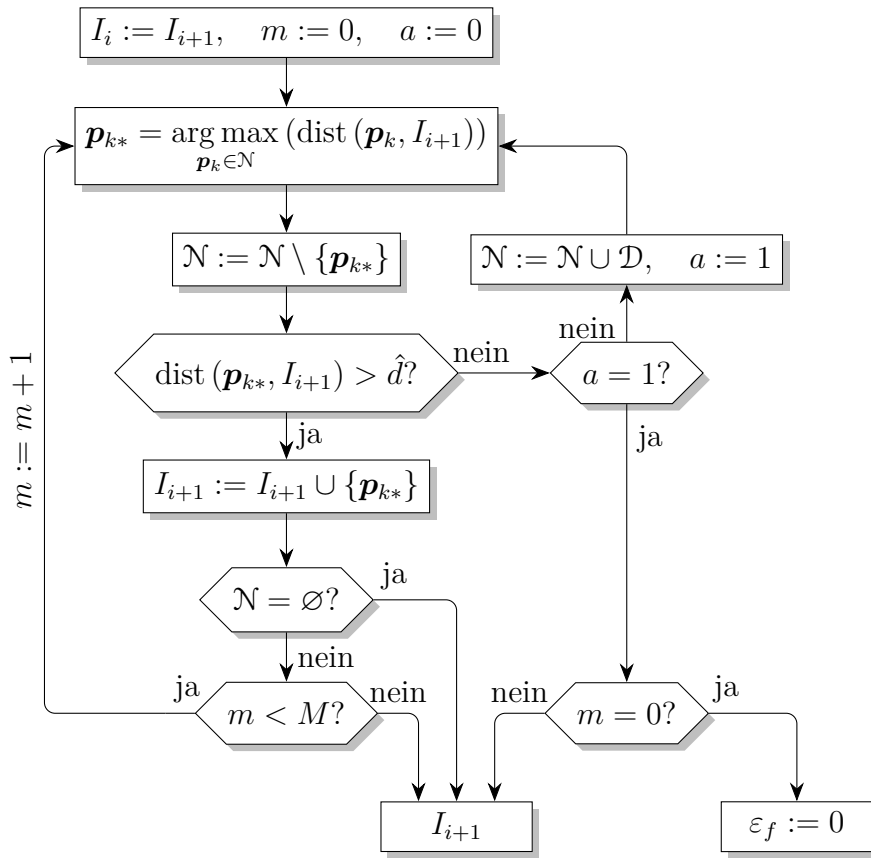 I_i := I_{i+1},  m := 0,  a := 0
𝒑_{k*} = arg max_{𝒑_k∈𝒩} (dist (𝒑_k, I_{i+1}))
𝒩 := 𝒩 \ {𝒑_{k*}}
𝒩 := 𝒩 ∪ 𝒟,  a := 1
nein
dist (𝒑_{k*}, I_{i+1}) > d̂?
nein
a = 1?
m := m + 1
ja
ja
I_{i+1} := I_{i+1} ∪ {𝒑_{k*}}
𝒩 = ∅?
ja
nein
ja
m < M?
nein
nein
m = 0?
ja
I_{i+1}
ε_f := 0